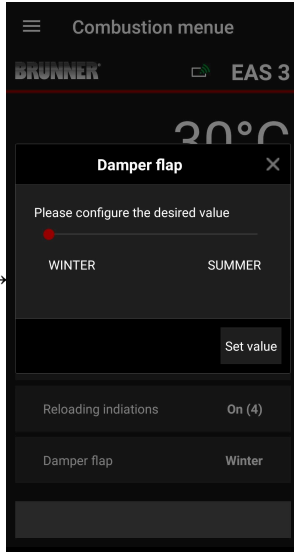 Combustion menue
BRUNNER EAS 3
30°C
Damper flap
Please configure the desired value
WINTER SUMMER
Set value
Reloading indiations On (4)
Damper flap Winter